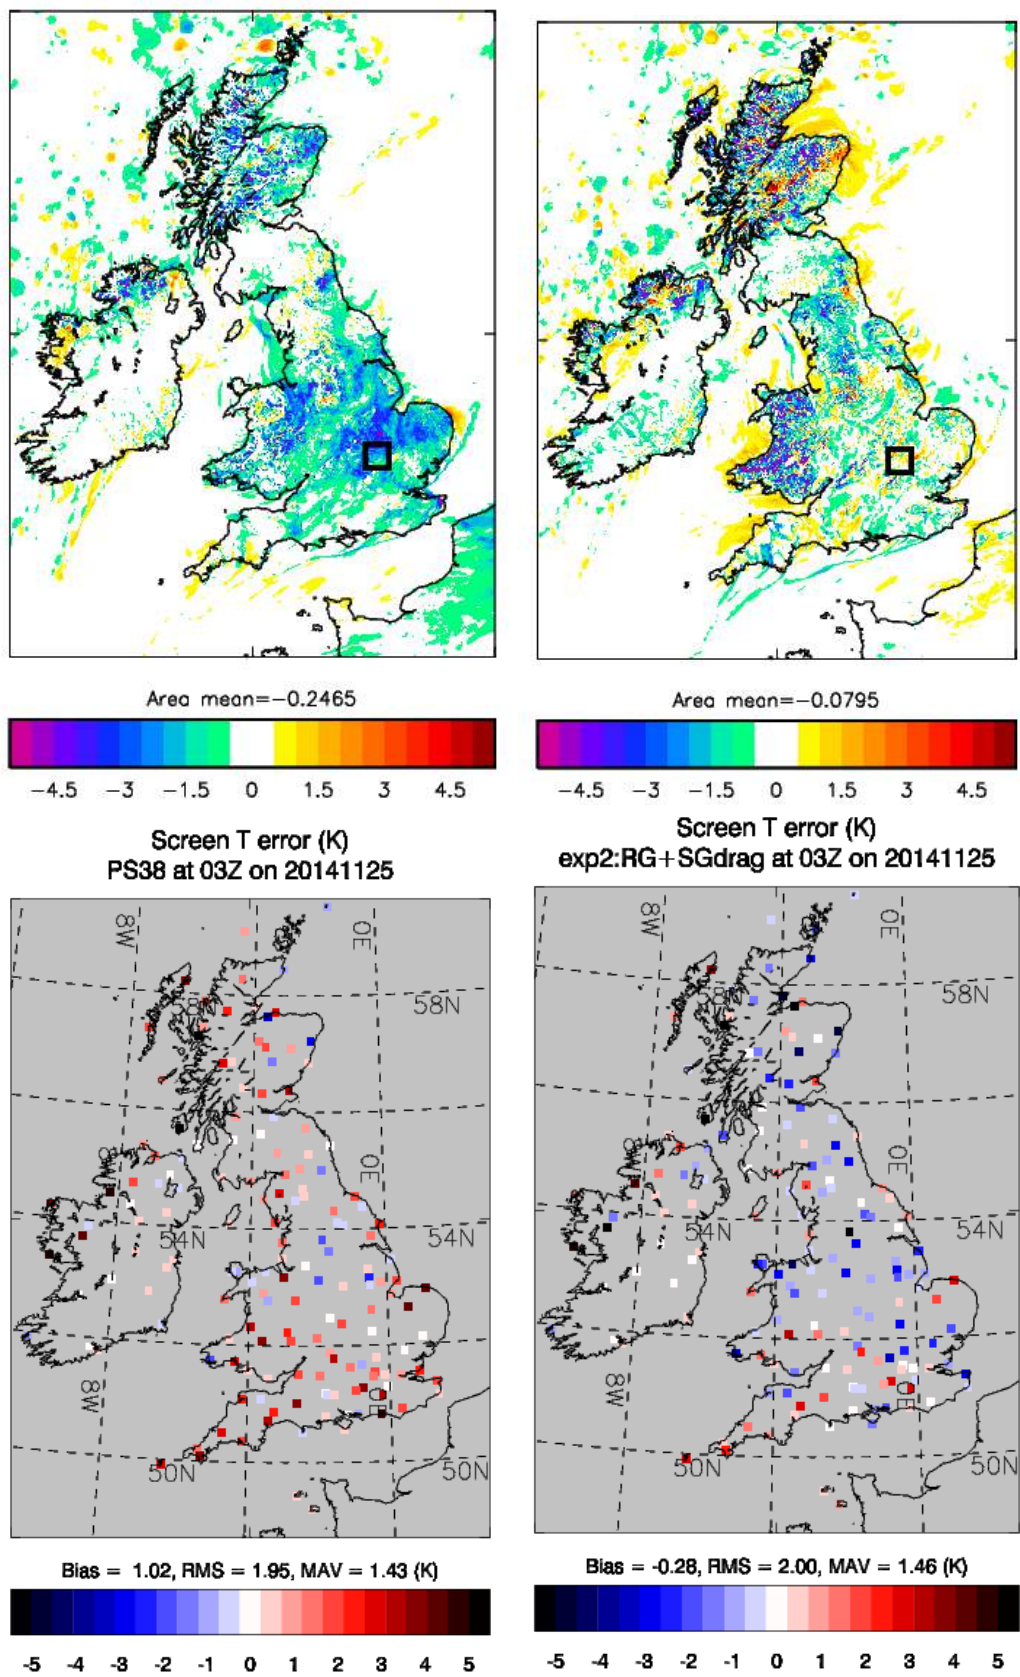 Area mean=-0.2465
-4.5 -3 -1.5 0 1.5 3 4.5
Area mean=-0.0795
-4.5 -3 -1.5 0 1.5 3 4.5
Screen T error (K)
PS38 at 03Z on 20141125
8W 0E
58N 58N
0E
54N 54N
8W 0E
50N 50N
Bias = 1.02, RMS = 1.95, MAV = 1.43 (K)
-5 -4 -3 -2 -1 0 1 2 3 4 5
Screen T error (K)
exp2:RG+SGdrag at 03Z on 20141125
8W 0E
58N 58N
0E
54N 54N
8W 0E
50N 50N
Bias = -0.28, RMS = 2.00, MAV = 1.46 (K)
-5 -4 -3 -2 -1 0 1 2 3 4 5